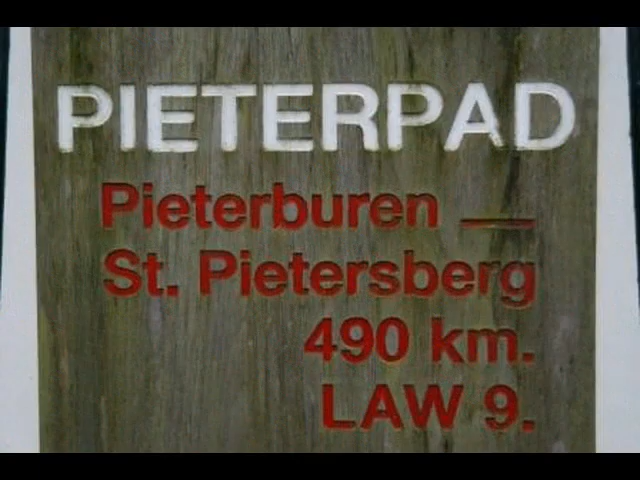 PIETERPAD
Pieterburen —
St. Pietersberg
490 km.
LAW 9.